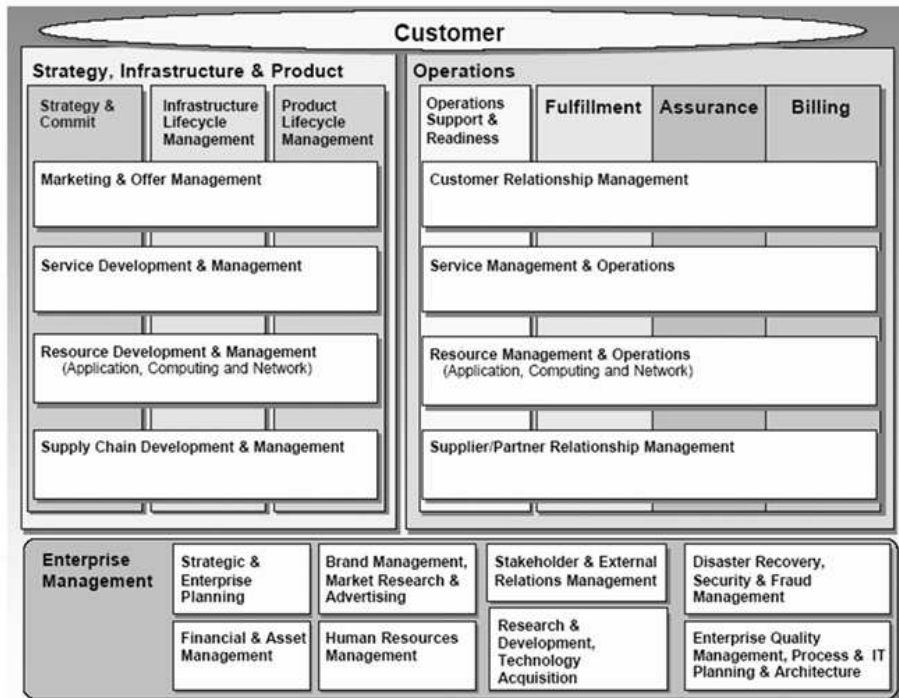 Customer
Strategy, Infrastructure & Product
Strategy &
Commit
Infrastructure
Lifecycle
Management
Product
Lifecycle
Management
Marketing & Offer Management
Service Development & Management
Resource Development & Management
(Application, Computing and Network)
Supply Chain Development & Management
Operations
Operations
Support &
Readiness
Fulfillment
Assurance
Billing
Customer Relationship Management
Service Management & Operations
Resource Management & Operations
(Application, Computing and Network)
Supplier/Partner Relationship Management
Enterprise
Management
Strategic &
Enterprise
Planning
Brand Management,
Market Research &
Advertising
Stakeholder & External
Relations Management
Disaster Recovery,
Security & Fraud
Management
Financial & Asset
Management
Human Resources
Management
Research &
Development,
Technology
Acquisition
Enterprise Quality
Management, Process & IT
Planning & Architecture